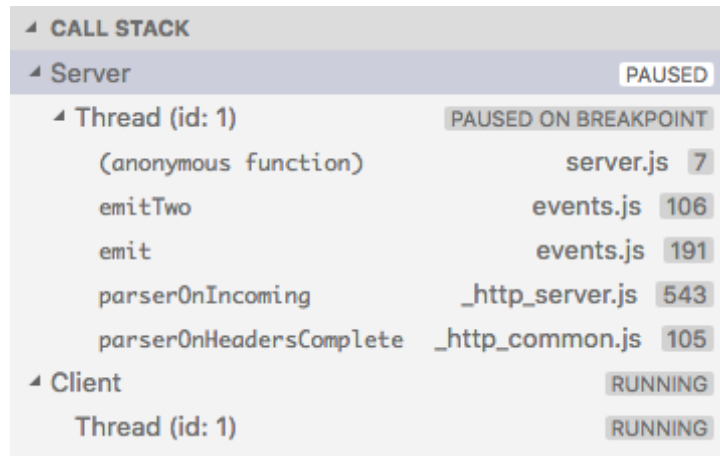 CALL STACK
Server PAUSED
Thread (id: 1) PAUSED ON BREAKPOINT
(anonymous function) server.js 7
emitTwo events.js 106
emit events.js 191
parserOnIncoming _http_server.js 543
parserOnHeadersComplete _http_common.js 105
Client RUNNING
Thread (id: 1) RUNNING